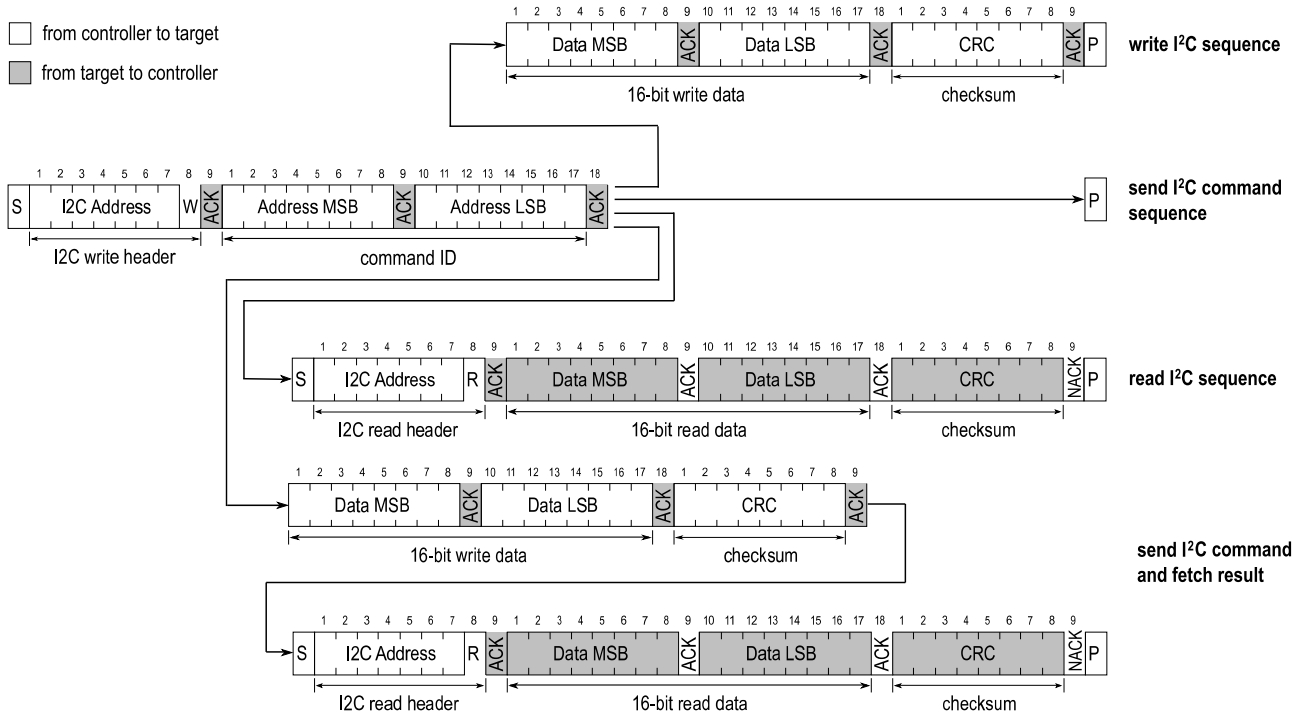 from controller to target
from target to controller
1 2 3 4 5 6 7 8 9 10 11 12 13 14 15 16 17 18 1 2 3 4 5 6 7 8 9
Data MSB ACK Data LSB ACK CRC ACK P
write I²C sequence
16-bit write data checksum
1 2 3 4 5 6 7 8 9 1 2 3 4 5 6 7 8 9 10 11 12 13 14 15 16 17 18
S I2C Address W ACK Address MSB ACK Address LSB ACK P
send I²C command
sequence
I2C write header command ID
1 2 3 4 5 6 7 8 9 1 2 3 4 5 6 7 8 9 10 11 12 13 14 15 16 17 18 1 2 3 4 5 6 7 8 9
S I2C Address R ACK Data MSB ACK Data LSB ACK CRC NACK P
read I²C sequence
I2C read header 16-bit read data checksum
1 2 3 4 5 6 7 8 9 10 11 12 13 14 15 16 17 18 1 2 3 4 5 6 7 8 9
Data MSB ACK Data LSB ACK CRC ACK
16-bit write data checksum
send I²C command
and fetch result
1 2 3 4 5 6 7 8 9 1 2 3 4 5 6 7 8 9 10 11 12 13 14 15 16 17 18 1 2 3 4 5 6 7 8 9
S I2C Address R ACK Data MSB ACK Data LSB ACK CRC NACK P
I2C read header 16-bit read data checksum